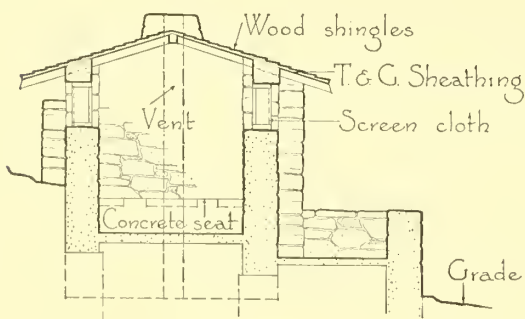 Wood shingles
T. & G. Sheathing
Vent
Screen cloth
Concrete seat
Grade